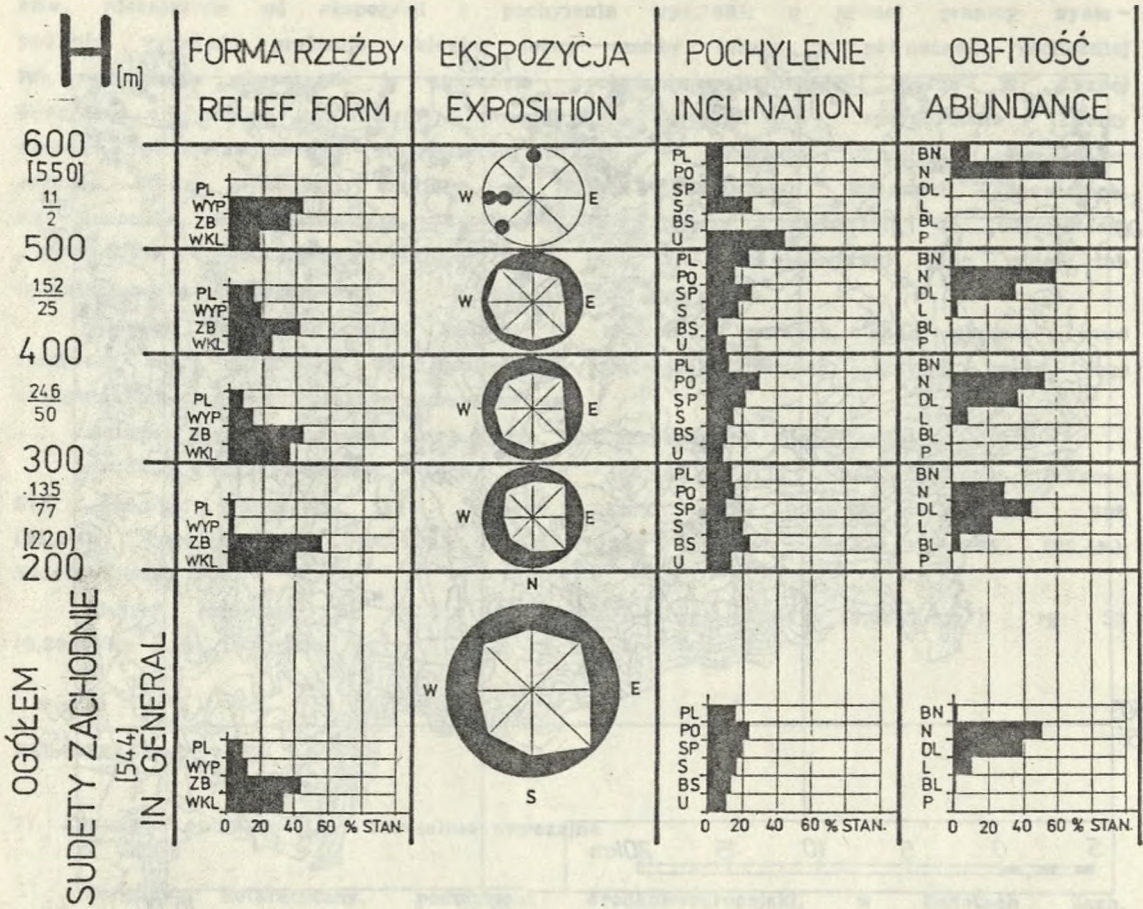 H [m]
FORMA RZEŹBY
RELIEF FORM
EKSPOZYCJA
EXPOSITION
POCHYLENIE
INCLINATION
OBFITOŚĆ
ABUNDANCE
600
[550]
11
2
500
PL
WYP
ZB
WKL
W
E
PL
PO
SP
S
BS
U
BN
N
DL
L
BL
P
152
25
400
PL
WYP
ZB
WKL
W
E
PL
PO
SP
S
BS
U
BN
N
DL
L
BL
P
246
50
300
PL
WYP
ZB
WKL
W
E
PL
PO
SP
S
BS
U
BN
N
DL
L
BL
P
135
77
[220]
200
PL
WYP
ZB
WKL
W
E
PL
PO
SP
S
BS
U
BN
N
DL
L
BL
P
OGÓŁEM
SUDETY ZACHONIE
[544]
IN GENERAL
PL
WYP
ZB
WKL
20 40 60 % STAN.
N
W
E
S
PL
PO
SP
S
BS
U
0 20 40 60 % STAN.
BN
N
DL
L
BL
P
0 20 40 60 80 % STAN.